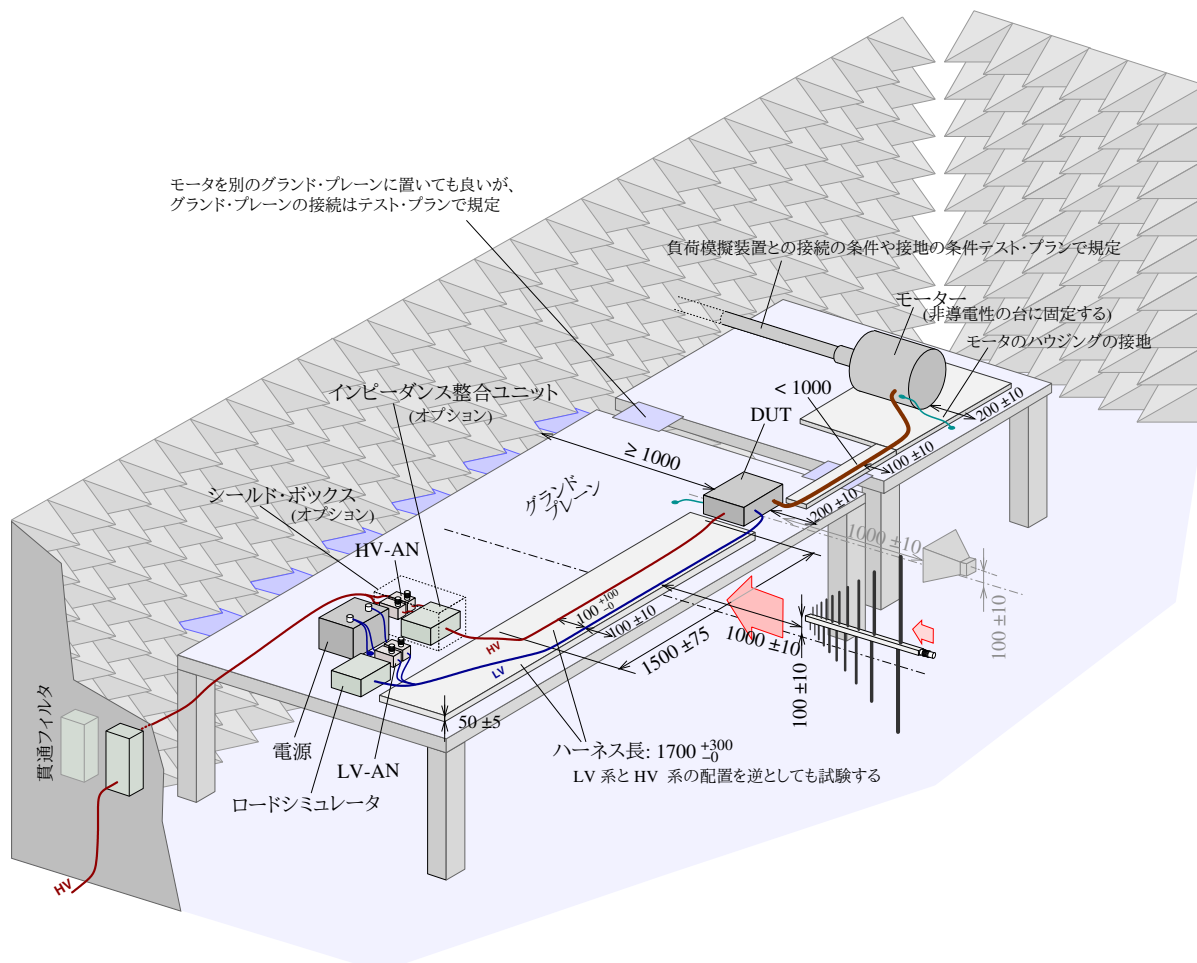 モータを別のグランド・プレーンに置いても良いが、
グランド・プレーンの接続はテスト・プランで規定
負荷模擬装置との接続の条件や接地の条件テスト・プランで規定
モーター
(非導電性の台に固定する)
モータのハウジングの接地
インピーダンス整合ユニット
(オプション)
< 1000
200 ±10
DUT
≥ 1000
100 ±10
グランド
プレーン
シールド・ボックス
(オプション)
200 ±10
1000 ±10
HV-AN
100 +100 −0
100 ±10
100 ±10
HV
1000 ±10
1500 ±75
LV
100 ±10
50 ±5
貫通フィルタ
電源
ハーネス長: 1700 +300 −0
LV-AN
LV 系と HV 系の配置を逆としても試験する
ロードシミュレータ
HV